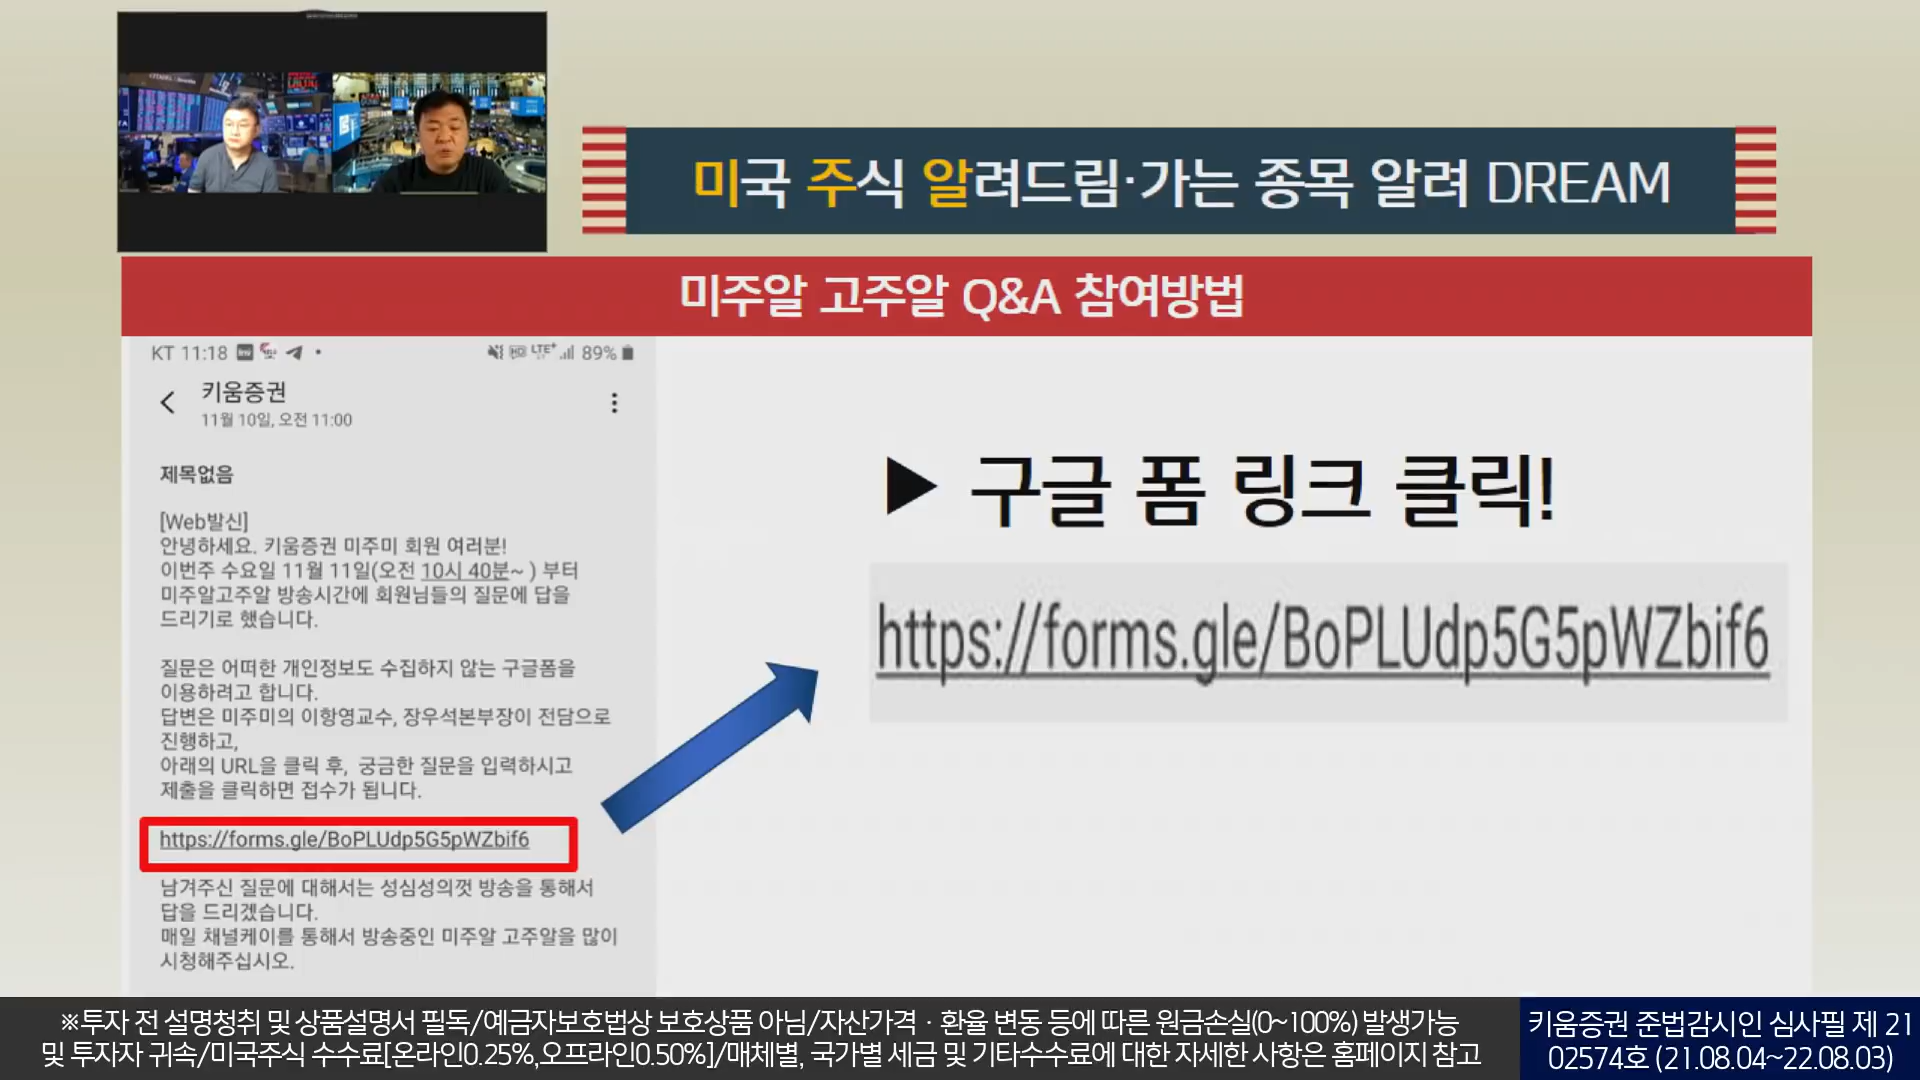 미국 주식 알려드림·가는 종목 알려 DREAM
미주알 고주알 Q&A 참여방법
KT 11:18
LTE+ 89%
키움증권
11월 10일, 오전 11:00
제목없음
[Web발신]
안녕하세요. 키움증권 미주미 회원 여러분!
이번주 수요일 11월 11일(오전 10시 40분~ ) 부터
미주알고주알 방송시간에 회원님들의 질문에 답을
드리기로 했습니다.
질문은 어떠한 개인정보도 수집하지 않는 구글폼을
이용하려고 합니다.
답변은 미주미의 이항영교수, 장우석본부장이 전담으로
진행하고,
아래의 URL을 클릭 후, 궁금한 질문을 입력하시고
제출을 클릭하면 접수가 됩니다.
https://forms.gle/BoPLUdp5G5pWZbif6
남겨주신 질문에 대해서는 성심성의껏 방송을 통해서
답을 드리겠습니다.
매일 채널케이를 통해서 방송중인 미주알 고주알을 많이
시청해주십시오.
▶ 구글 폼 링크 클릭!
https://forms.gle/BoPLUdp5G5pWZbif6
※투자 전 설명청취 및 상품설명서 필독/예금자보호법상 보호상품 아님/자산가격 · 환율 변동 등에 따른 원금손실(0~100%) 발생가능
및 투자자 귀속/미국주식 수수료[온라인0.25%,오프라인0.50%]/매체별, 국가별 세금 및 기타수수료에 대한 자세한 사항은 홈페이지 참고
키움증권 준법감시인 심사필 제 21
02574호 (21.08.04~22.08.03)